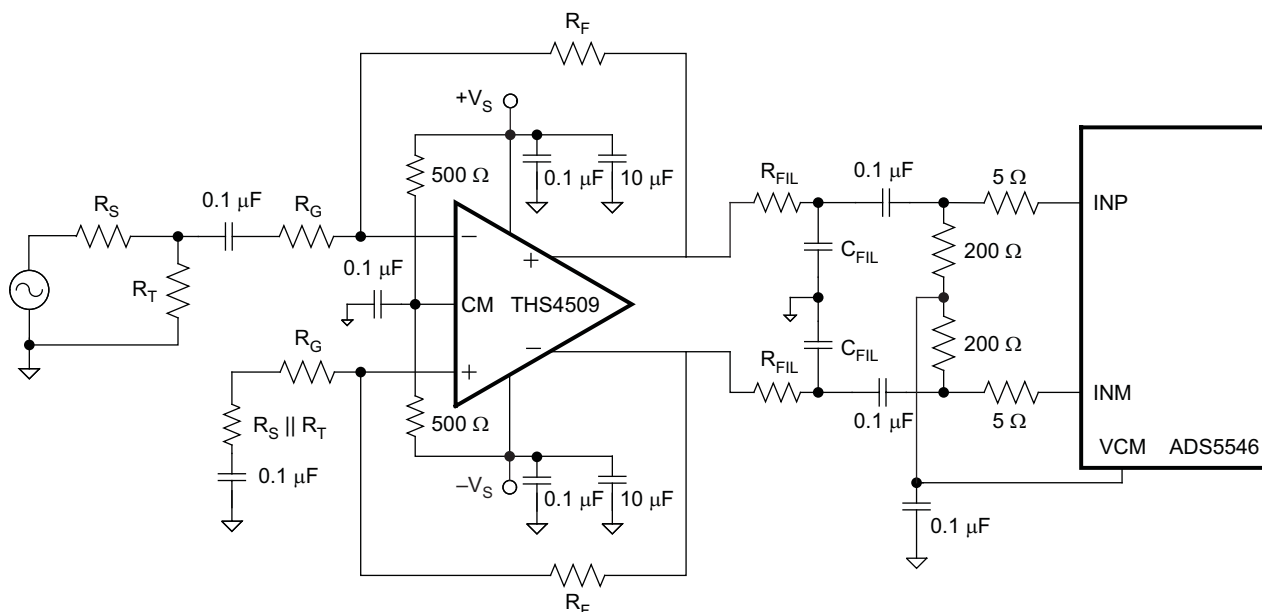 R_F
+V_S
500 Ω
0.1 µF
10 µF
R_S
0.1 µF
R_G
R_T
0.1 µF
−
+
CM THS4509
−
+
R_G
R_S || R_T
0.1 µF
500 Ω
–V_S
0.1 µF
10 µF
R_F
R_FIL
0.1 µF
5 Ω
INP
C_FIL
200 Ω
C_FIL
200 Ω
R_FIL
0.1 µF
5 Ω
INM
VCM ADS5546
0.1 µF